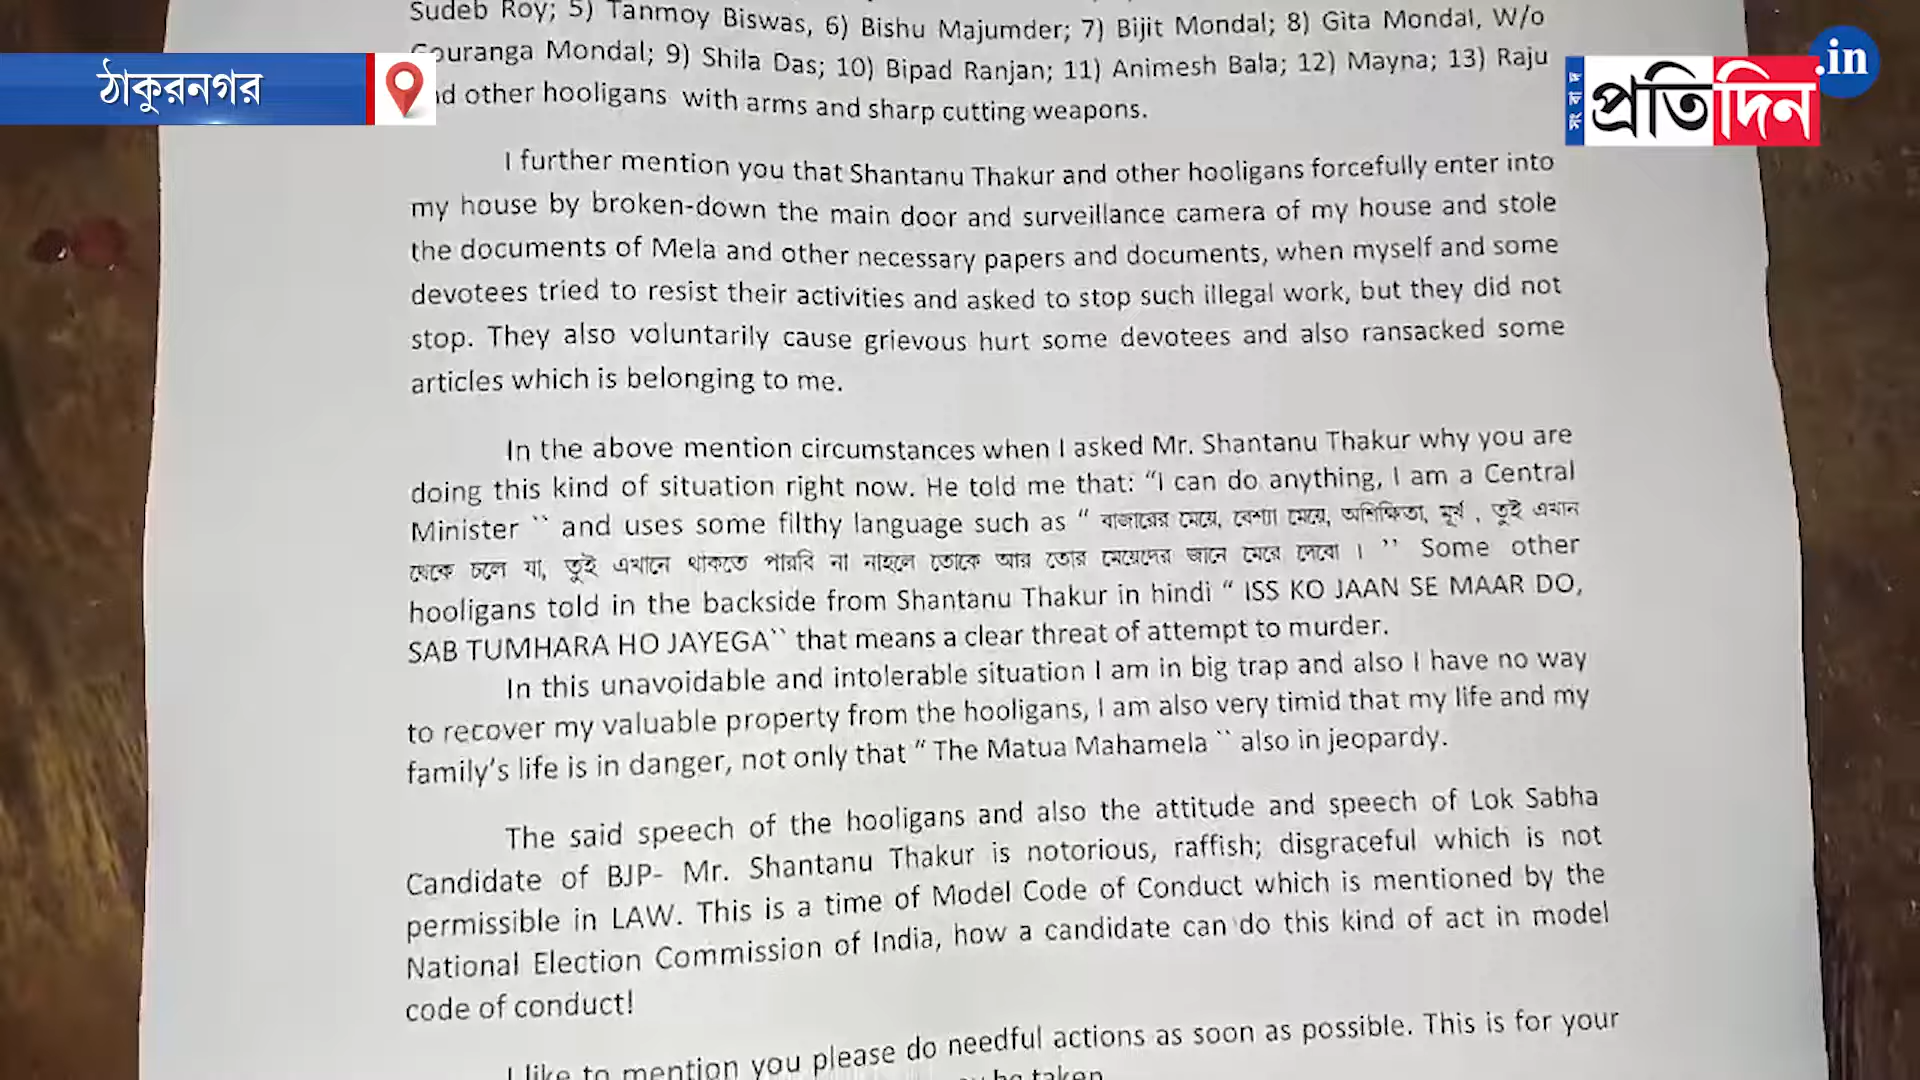 Sudeb Roy; 5) Tanmoy Biswas, 6) Bishu Majumder; 7) Bijit Mondal; 8) Gita Mondal, W/o
Gouranga Mondal; 9) Shila Das; 10) Bipad Ranjan; 11) Animesh Bala; 12) Mayna; 13) Raju
and other hooligans with arms and sharp cutting weapons.
ঠাকুরনগর
সংবাদ প্রতিদিন .in
I further mention you that Shantanu Thakur and other hooligans forcefully enter into
my house by broken-down the main door and surveillance camera of my house and stole
the documents of Mela and other necessary papers and documents, when myself and some
devotees tried to resist their activities and asked to stop such illegal work, but they did not
stop. They also voluntarily cause grievous hurt some devotees and also ransacked some
articles which is belonging to me.
In the above mention circumstances when I asked Mr. Shantanu Thakur why you are
doing this kind of situation right now. He told me that: “I can do anything, I am a Central
Minister `` and uses some filthy language such as “ বাজারের মেয়ে, বেশ্যা মেয়ে, অশিক্ষিতা, মূর্খ , তুই এখান
থেকে চলে যা, তুই এখানে থাকতে পারবি না নাহলে তোকে আর তোর মেয়েদের জানে মেরে দেবো । ’’ Some other
hooligans told in the backside from Shantanu Thakur in hindi “ ISS KO JAAN SE MAAR DO,
SAB TUMHARA HO JAYEGA`` that means a clear threat of attempt to murder.
In this unavoidable and intolerable situation I am in big trap and also I have no way
to recover my valuable property from the hooligans, I am also very timid that my life and my
family’s life is in danger, not only that “ The Matua Mahamela `` also in jeopardy.
The said speech of the hooligans and also the attitude and speech of Lok Sabha
Candidate of BJP- Mr. Shantanu Thakur is notorious, raffish; disgraceful which is not
permissible in LAW. This is a time of Model Code of Conduct which is mentioned by the
National Election Commission of India, how a candidate can do this kind of act in model
code of conduct!
I like to mention you please do needful actions as soon as possible. This is for your
be taken